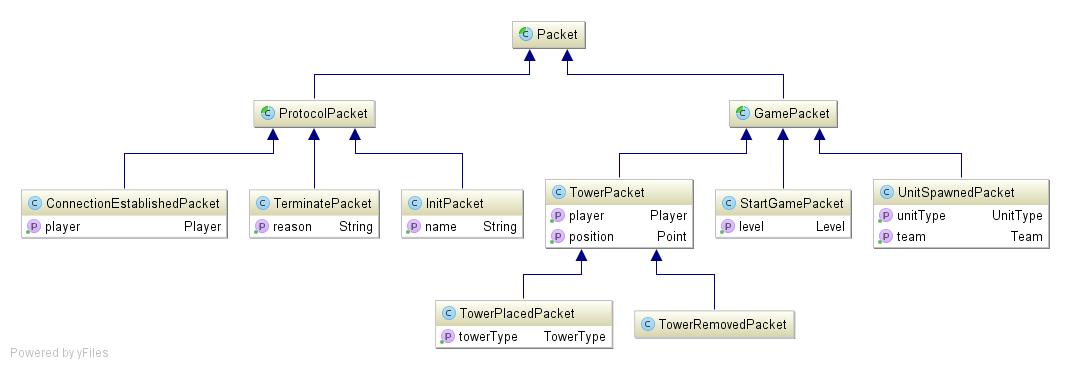 Packet
ProtocolPacket
GamePacket
ConnectionEstablishedPacket
player Player
TerminatePacket
reason String
InitPacket
name String
TowerPacket
player Player
position Point
StartGamePacket
level Level
UnitSpawnedPacket
unitType UnitType
team Team
TowerPlacedPacket
towerType TowerType
TowerRemovedPacket
Powered by yFiles